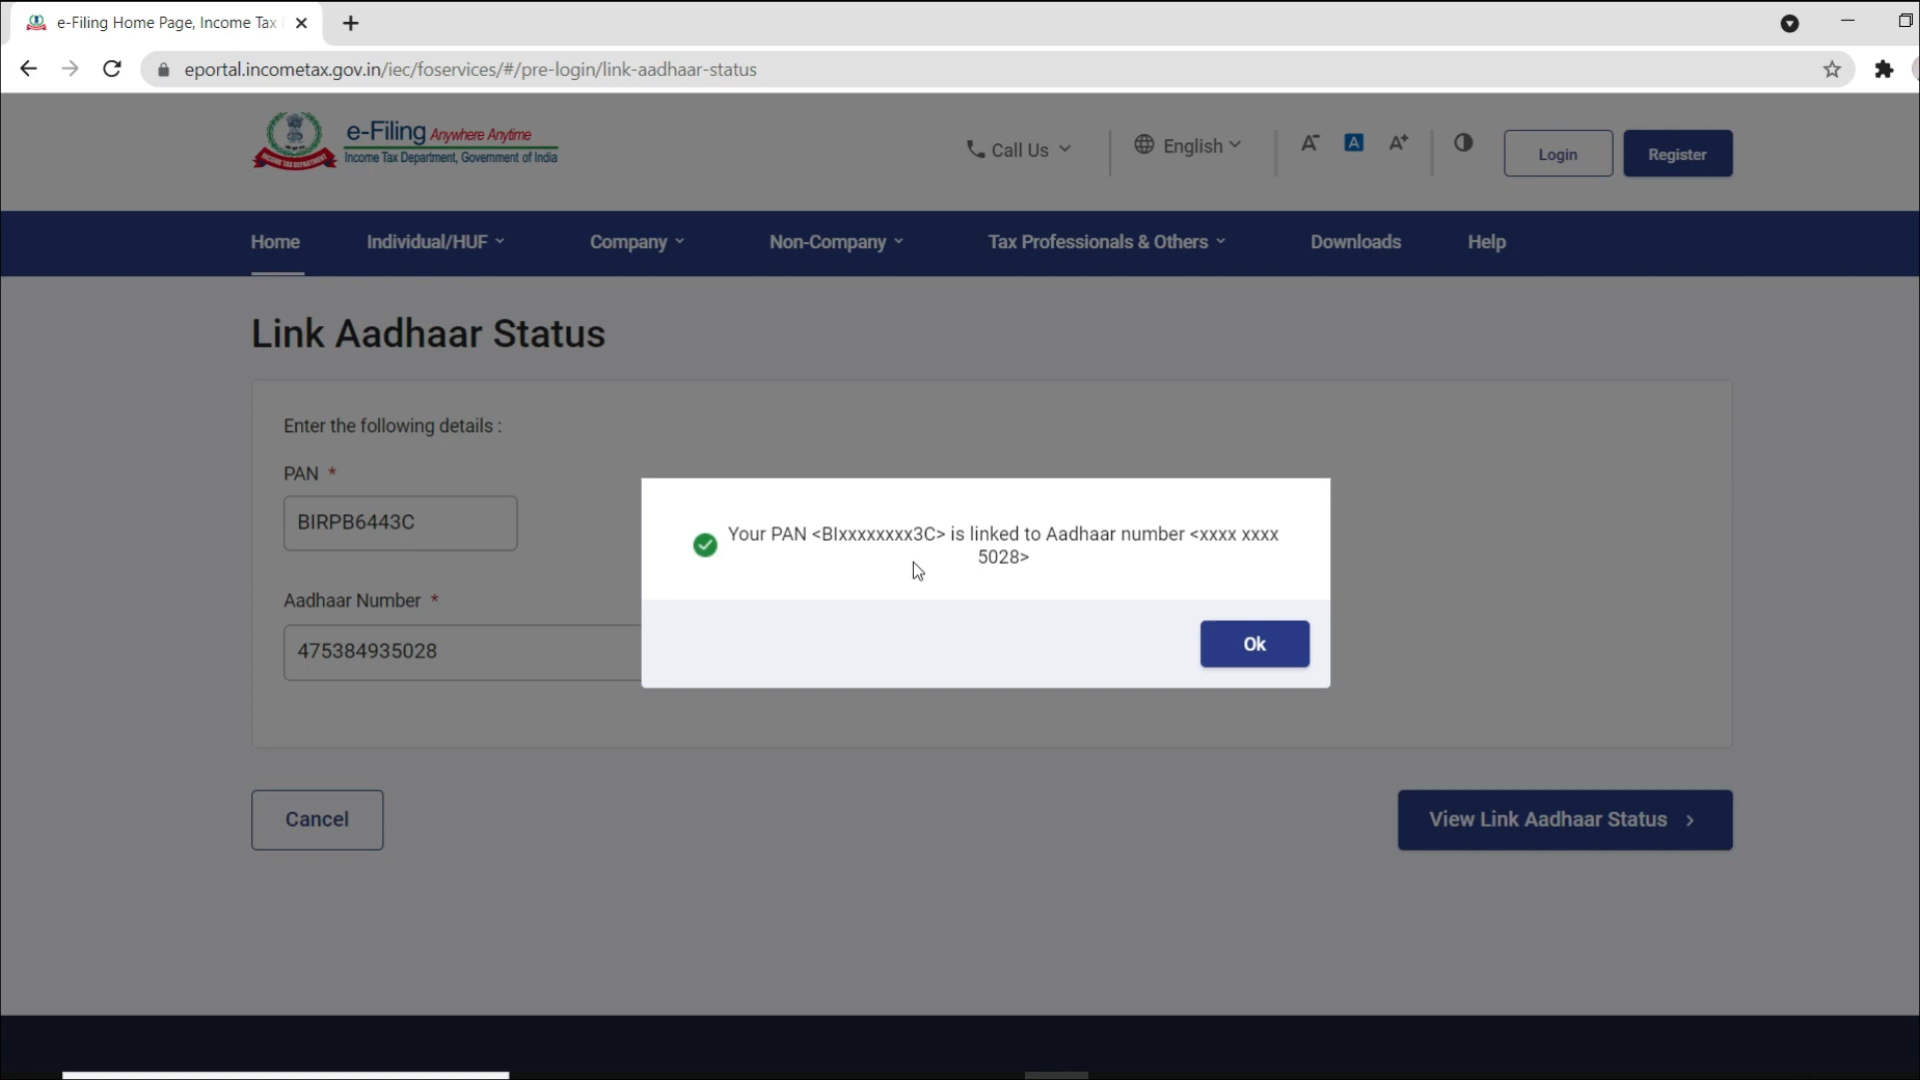 e-Filing Home Page, Income Tax
eportal.incometax.gov.in/iec/foservices/#/pre-login/link-aadhaar-status
e-Filing Anywhere Anytime
Income Tax Department, Government of India
Call Us
English
A-
A
A+
Login
Register
Home
Individual/HUF
Company
Non-Company
Tax Professionals & Others
Downloads
Help
Link Aadhaar Status
Enter the following details :
PAN *
BIRPB6443C
Your PAN <BIxxxxxxxx3C> is linked to Aadhaar number <xxxx xxxx
5028>
Aadhaar Number *
475384935028
Ok
Cancel
View Link Aadhaar Status >